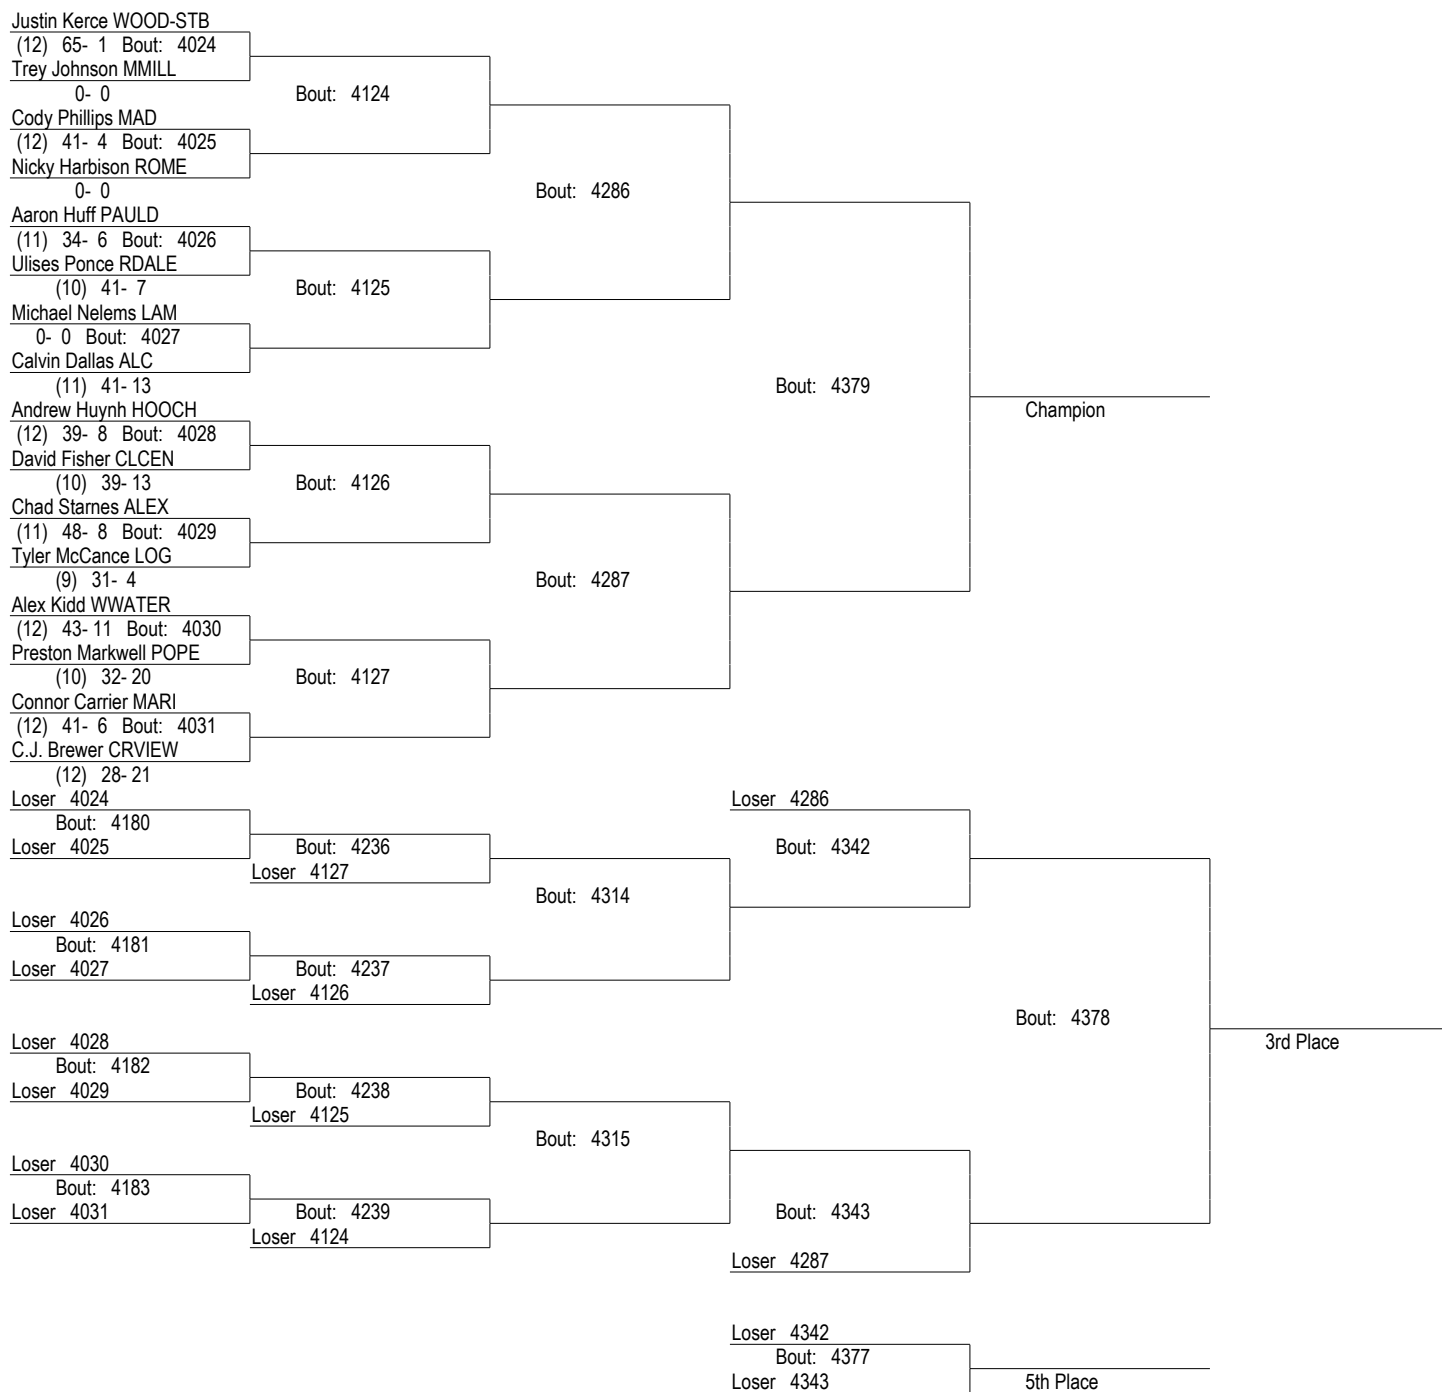 Justin Kerce WOOD-STB
(12) 65- 1 Bout: 4024
Trey Johnson MMILL
0- 0
Bout: 4124
Cody Phillips MAD
(12) 41- 4 Bout: 4025
Nicky Harbison ROME
0- 0
Bout: 4286
Aaron Huff PAULD
(11) 34- 6 Bout: 4026
Ulises Ponce RDALE
(10) 41- 7
Bout: 4125
Michael Nelems LAM
0- 0 Bout: 4027
Calvin Dallas ALC
(11) 41- 13
Bout: 4379
Andrew Huynh HOOCH
Champion
(12) 39- 8 Bout: 4028
David Fisher CLCEN
(10) 39- 13
Bout: 4126
Chad Starnes ALEX
(11) 48- 8 Bout: 4029
Tyler McCance LOG
(9) 31- 4
Bout: 4287
Alex Kidd WWATER
(12) 43- 11 Bout: 4030
Preston Markwell POPE
(10) 32- 20
Bout: 4127
Connor Carrier MARI
(12) 41- 6 Bout: 4031
C.J. Brewer CRVIEW
(12) 28- 21
Loser 4024
Loser 4286
Bout: 4180
Loser 4025
Bout: 4236
Bout: 4342
Loser 4127
Bout: 4314
Loser 4026
Bout: 4181
Loser 4027
Bout: 4237
Loser 4126
Bout: 4378
Loser 4028
3rd Place
Bout: 4182
Loser 4029
Bout: 4238
Loser 4125
Bout: 4315
Loser 4030
Bout: 4183
Loser 4031
Bout: 4239
Bout: 4343
Loser 4124
Loser 4287
Loser 4342
Bout: 4377
Loser 4343
5th Place